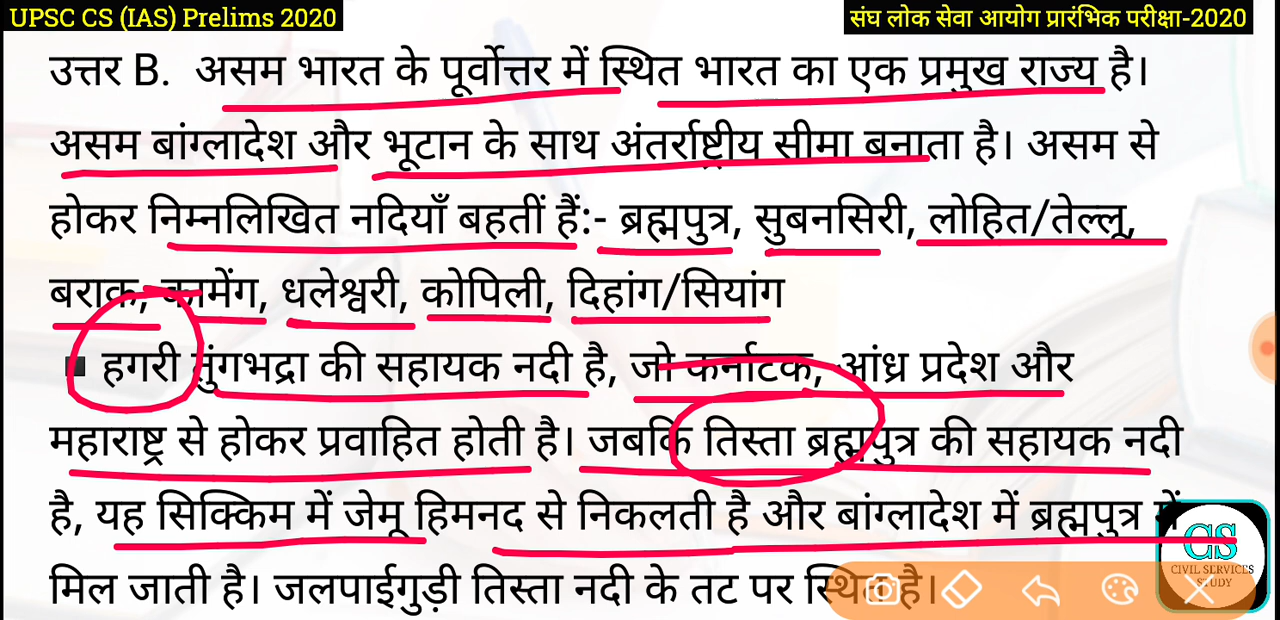 UPSC CS (IAS) Prelims 2020
संघ लोक सेवा आयोग प्रारंभिक परीक्षा-2020
उत्तर B. असम भारत के पूर्वोत्तर में स्थित भारत का एक प्रमुख राज्य है।
असम बांग्लादेश और भूटान के साथ अंतर्राष्ट्रीय सीमा बनाता है। असम से
होकर निम्नलिखित नदियाँ बहतीं हैं:- ब्रह्मपुत्र, सुबनसिरी, लोहित/तेल्लू,
बराक, कामेंग, धलेश्वरी, कोपिली, दिहांग/सियांग
▪ हगरी तुंगभद्रा की सहायक नदी है, जो कर्नाटक, आंध्र प्रदेश और
महाराष्ट्र से होकर प्रवाहित होती है। जबकि तिस्ता ब्रह्मपुत्र की सहायक नदी
है, यह सिक्किम में जेमू हिमनद से निकलती है और बांग्लादेश में ब्रह्मपुत्र में
मिल जाती है। जलपाईगुड़ी तिस्ता नदी के तट पर स्थित है।
CS
CIVIL SERVICES
STUDY